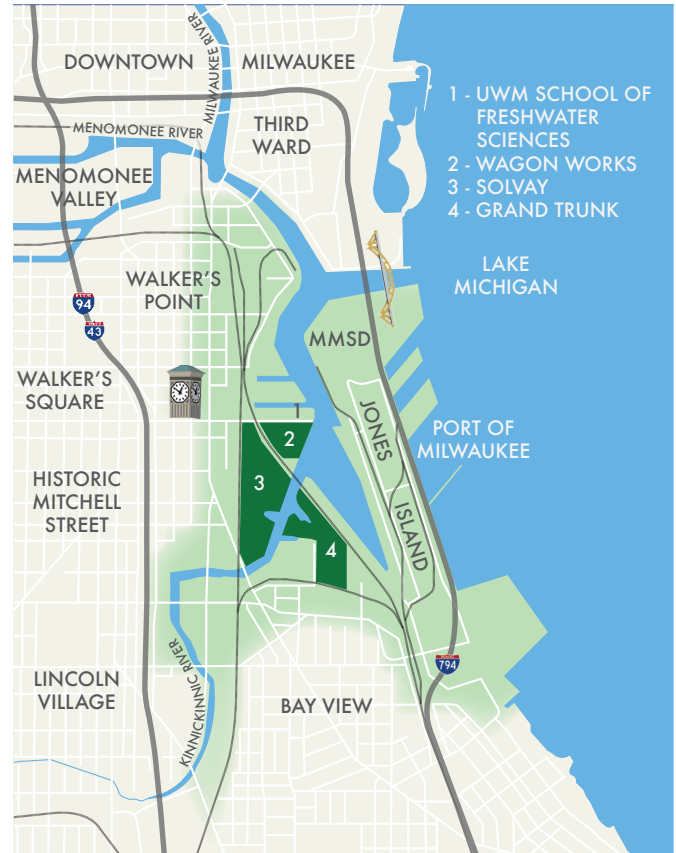 DOWNTOWN
MILWAUKEE RIVER
MILWAUKEE
MENOMONEE RIVER
THIRD
WARD
1 - UWM SCHOOL OF
FRESHWATER
SCIENCES
2 - WAGON WORKS
3 - SOLVAY
4 - GRAND TRUNK
MENOMONEE
VALLEY
LAKE
MICHIGAN
WALKER'S
POINT
94
43
MMSD
WALKER'S
SQUARE
JONES
ISLAND
PORT OF
MILWAUKEE
1
2
3
4
HISTORIC
MITCHELL
STREET
KINNICKINNIC RIVER
794
LINCOLN
VILLAGE
BAY VIEW